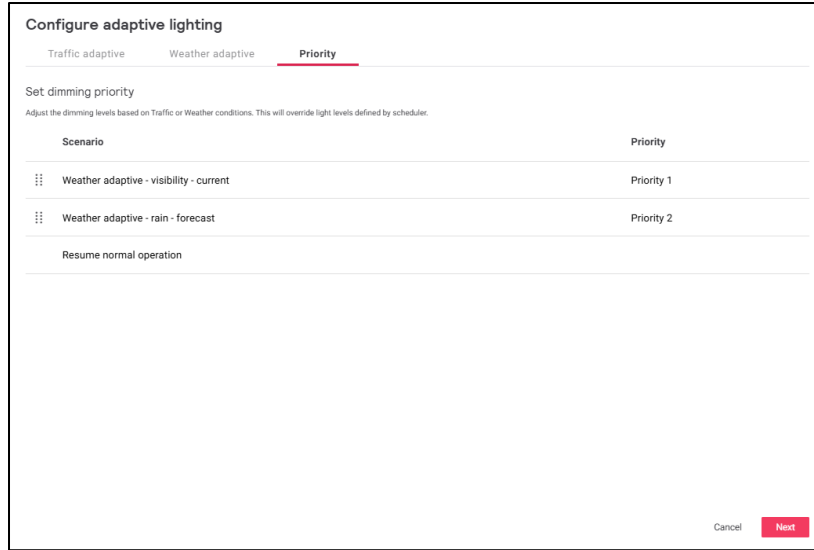 Configure adaptive lighting
Traffic adaptive Weather adaptive Priority
Set dimming priority
Adjust the dimming levels based on Traffic or Weather conditions. This will override light levels defined by scheduler.
Scenario Priority
Weather adaptive - visibility - current Priority 1
Weather adaptive - rain - forecast Priority 2
Resume normal operation
Cancel Next